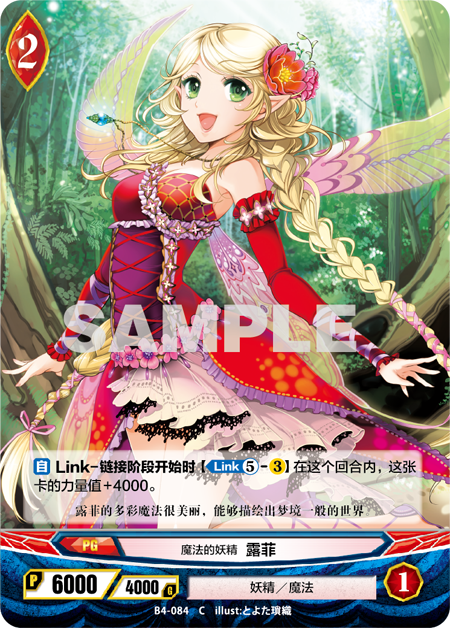 2
SAMPLE
自 Link-链接阶段开始时【Link 5-3】在这个回合内，这张
卡的力量值+4000。
露菲的多彩魔法很美丽，能够描绘出梦境一般的世界
PG
魔法的妖精 露菲
P 6000 / 4000 G
妖精／魔法
1
B4-084 C illust:とよた瑣織